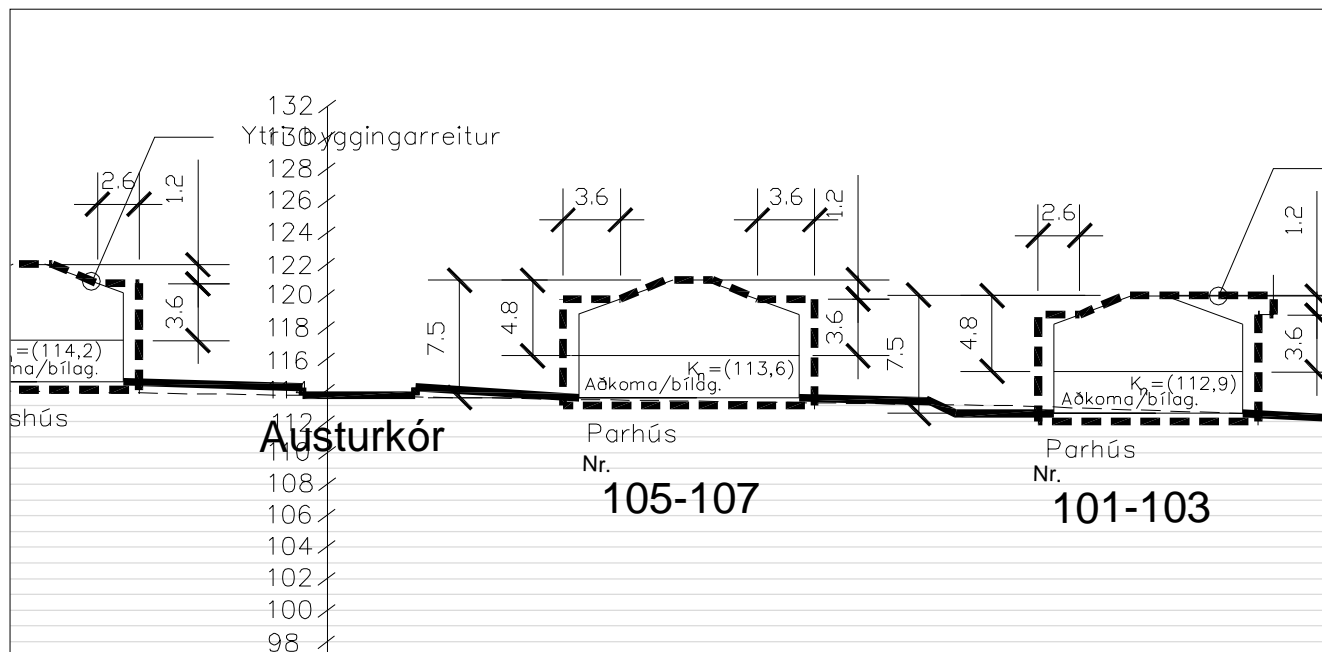 132
130
Ytri byggingarreitur
128
126
124
122
120
118
116
114
112
110
108
106
104
102
100
98
2.6
1.2
3.6
=(114,2)
ma/bílag.
shús
Austurkór
7.5
4.8
3.6
3.6
1.2
3.6
Kn=(113,6)
Aðkoma/bílag.
Parhús
Nr.
105-107
7.5
4.8
2.6
1.2
3.6
Kn=(112,9)
Aðkoma/bílag.
Parhús
Nr.
101-103